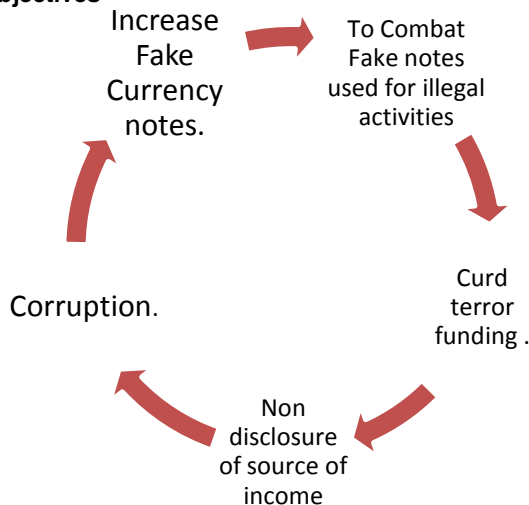 bjectives
Increase
Fake
Currency
notes.
To Combat
Fake notes
used for illegal
activities
Curd
terror
funding .
Non
disclosure
of source of
income
Corruption.